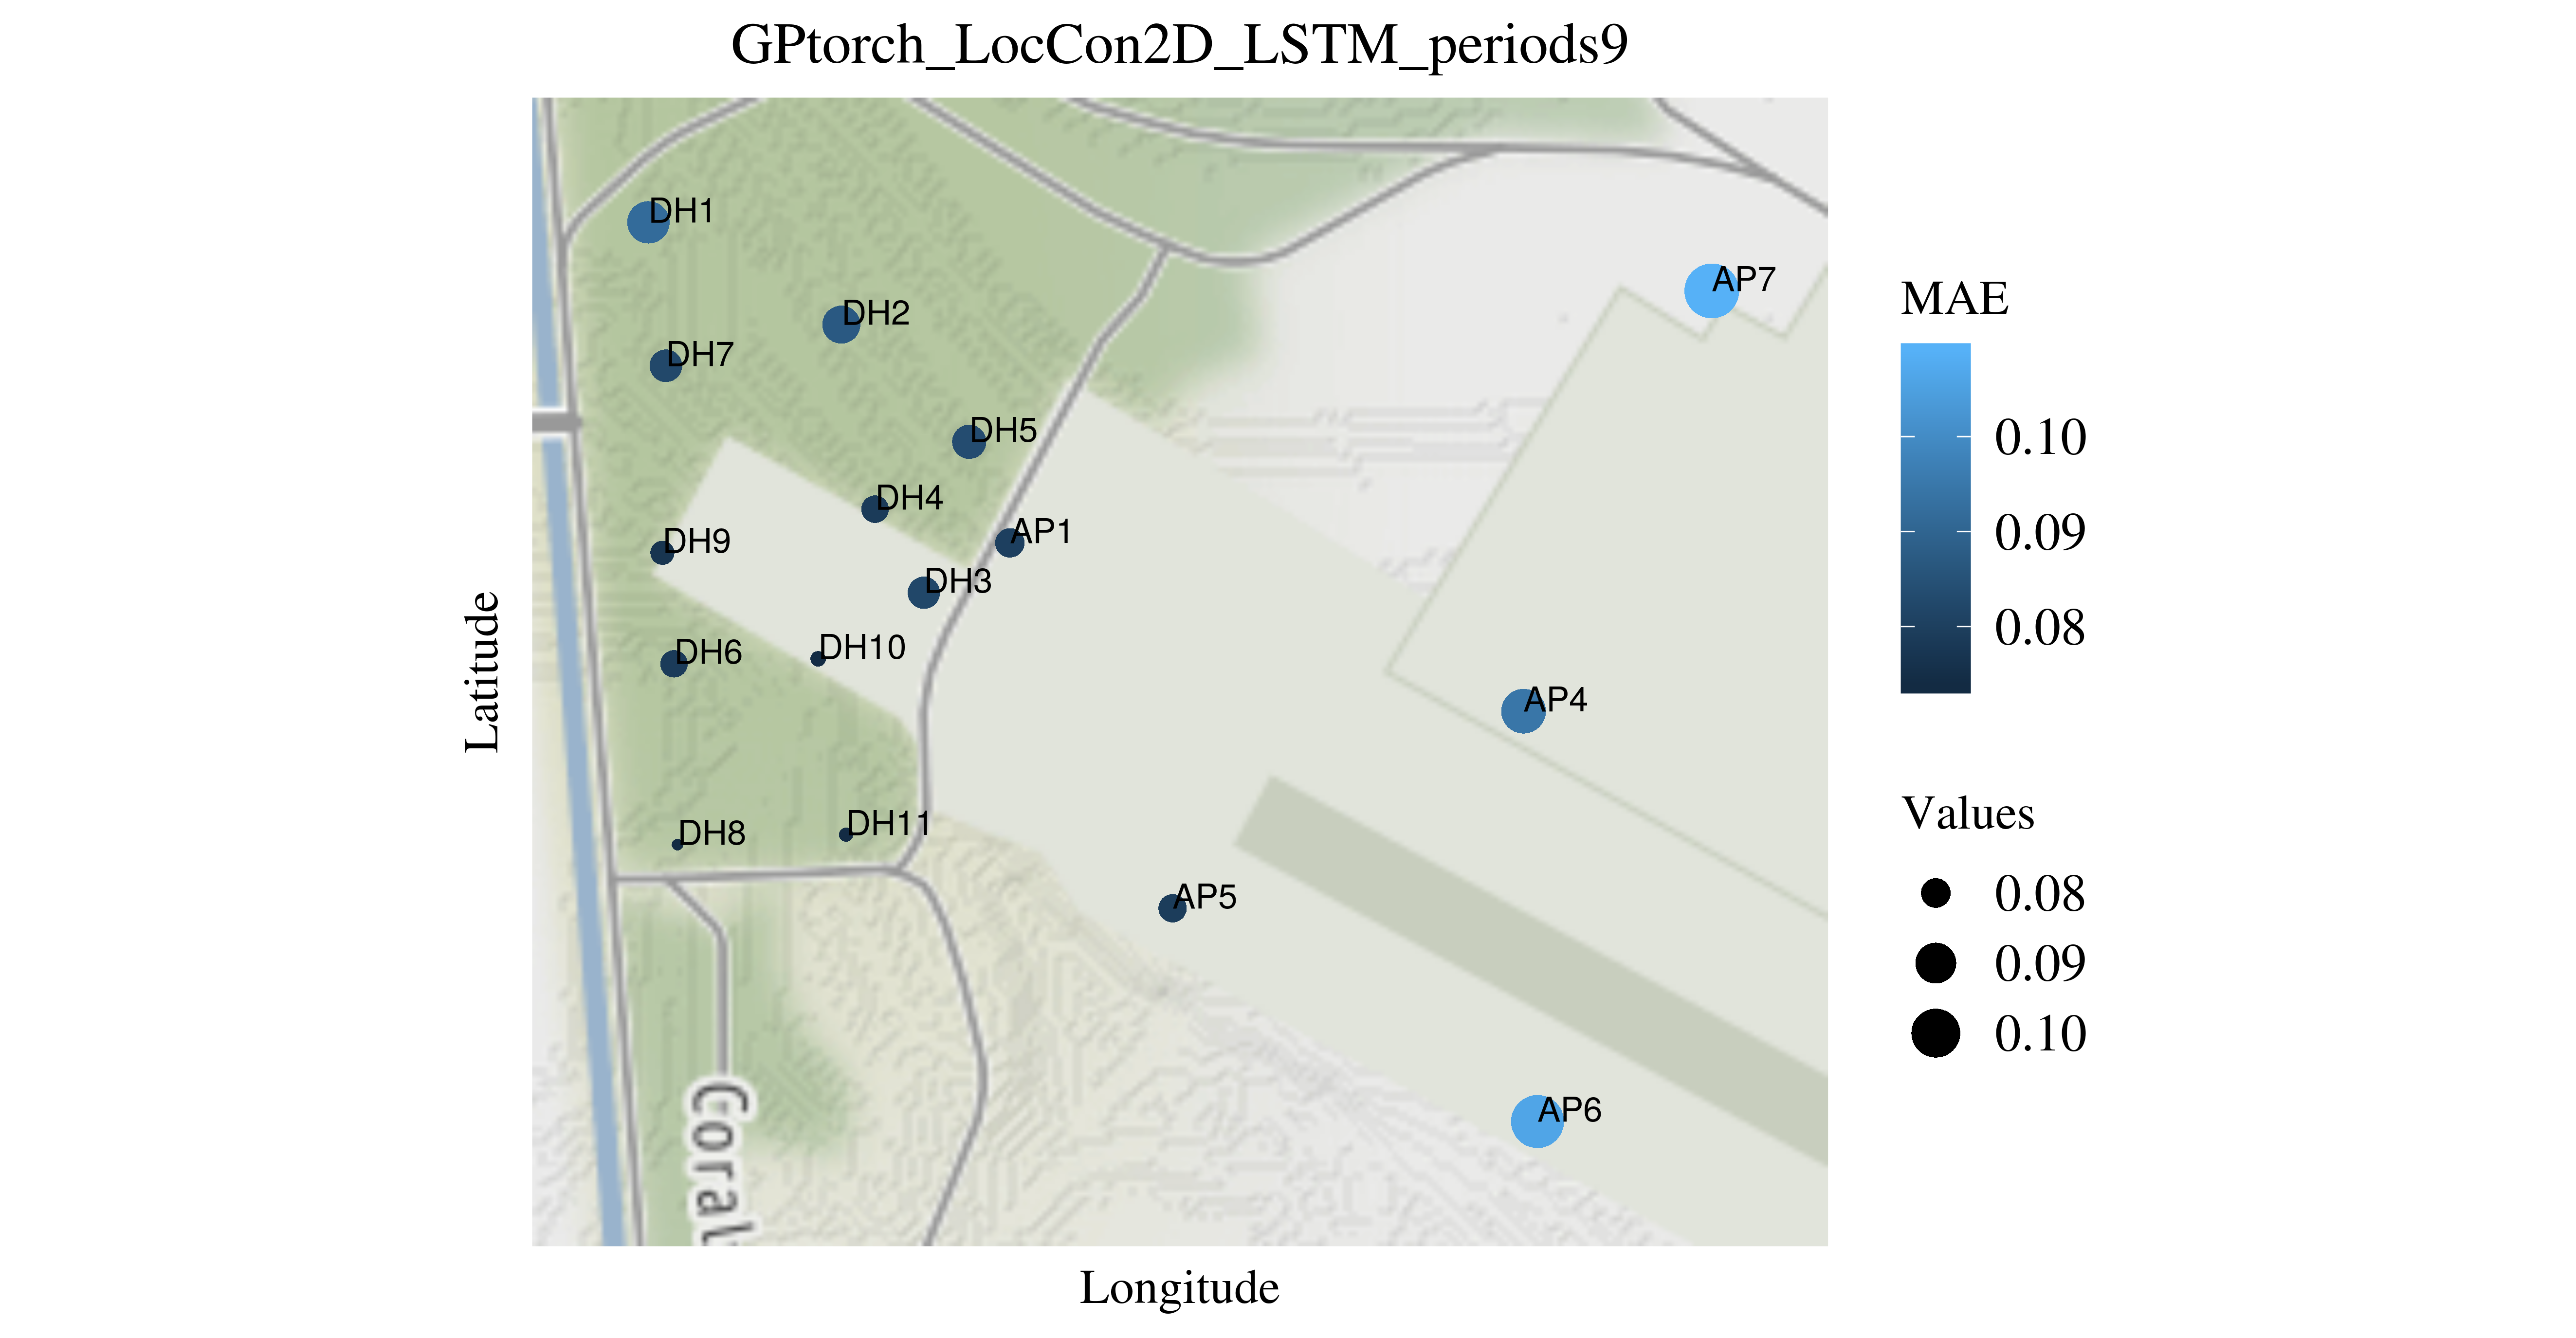 GPtorch_LocCon2D_LSTM_periods9
DH1
AP7
DH2
DH7
DH5
DH4
AP1
DH9
DH3
DH10
DH6
AP4
DH11
DH8
AP5
AP6
Coral
Latitude
Longitude
MAE
0.10
0.09
0.08
Values
0.08
0.09
0.10